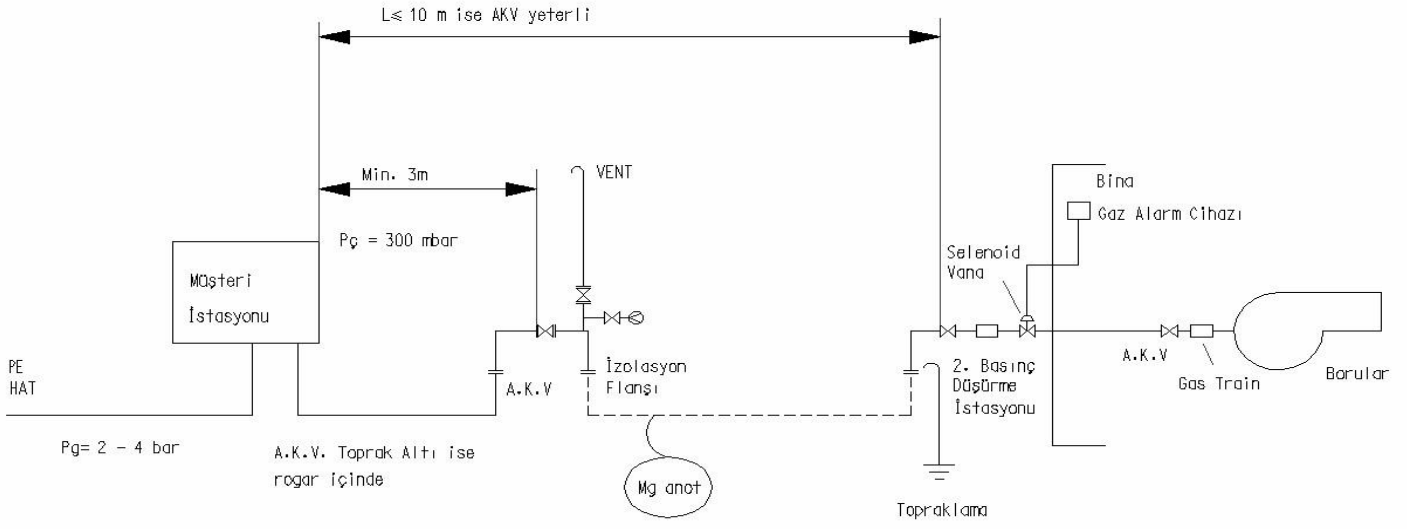 L≤ 10 m ise AKV yeterli
Min. 3m
VENT
Bina
Gaz Alarm Cihazı
Pç = 300 mbar
Selenoid
Vana
Müşteri
İstasyonu
PE
HAT
A.K.V
İzolasyon
Flanşı
2. Basınç
Düşürme
İstasyonu
A.K.V
Gas Train
Borular
Pg= 2 - 4 bar
A.K.V. Toprak Altı ise
rogar içinde
Mg anot
Topraklama